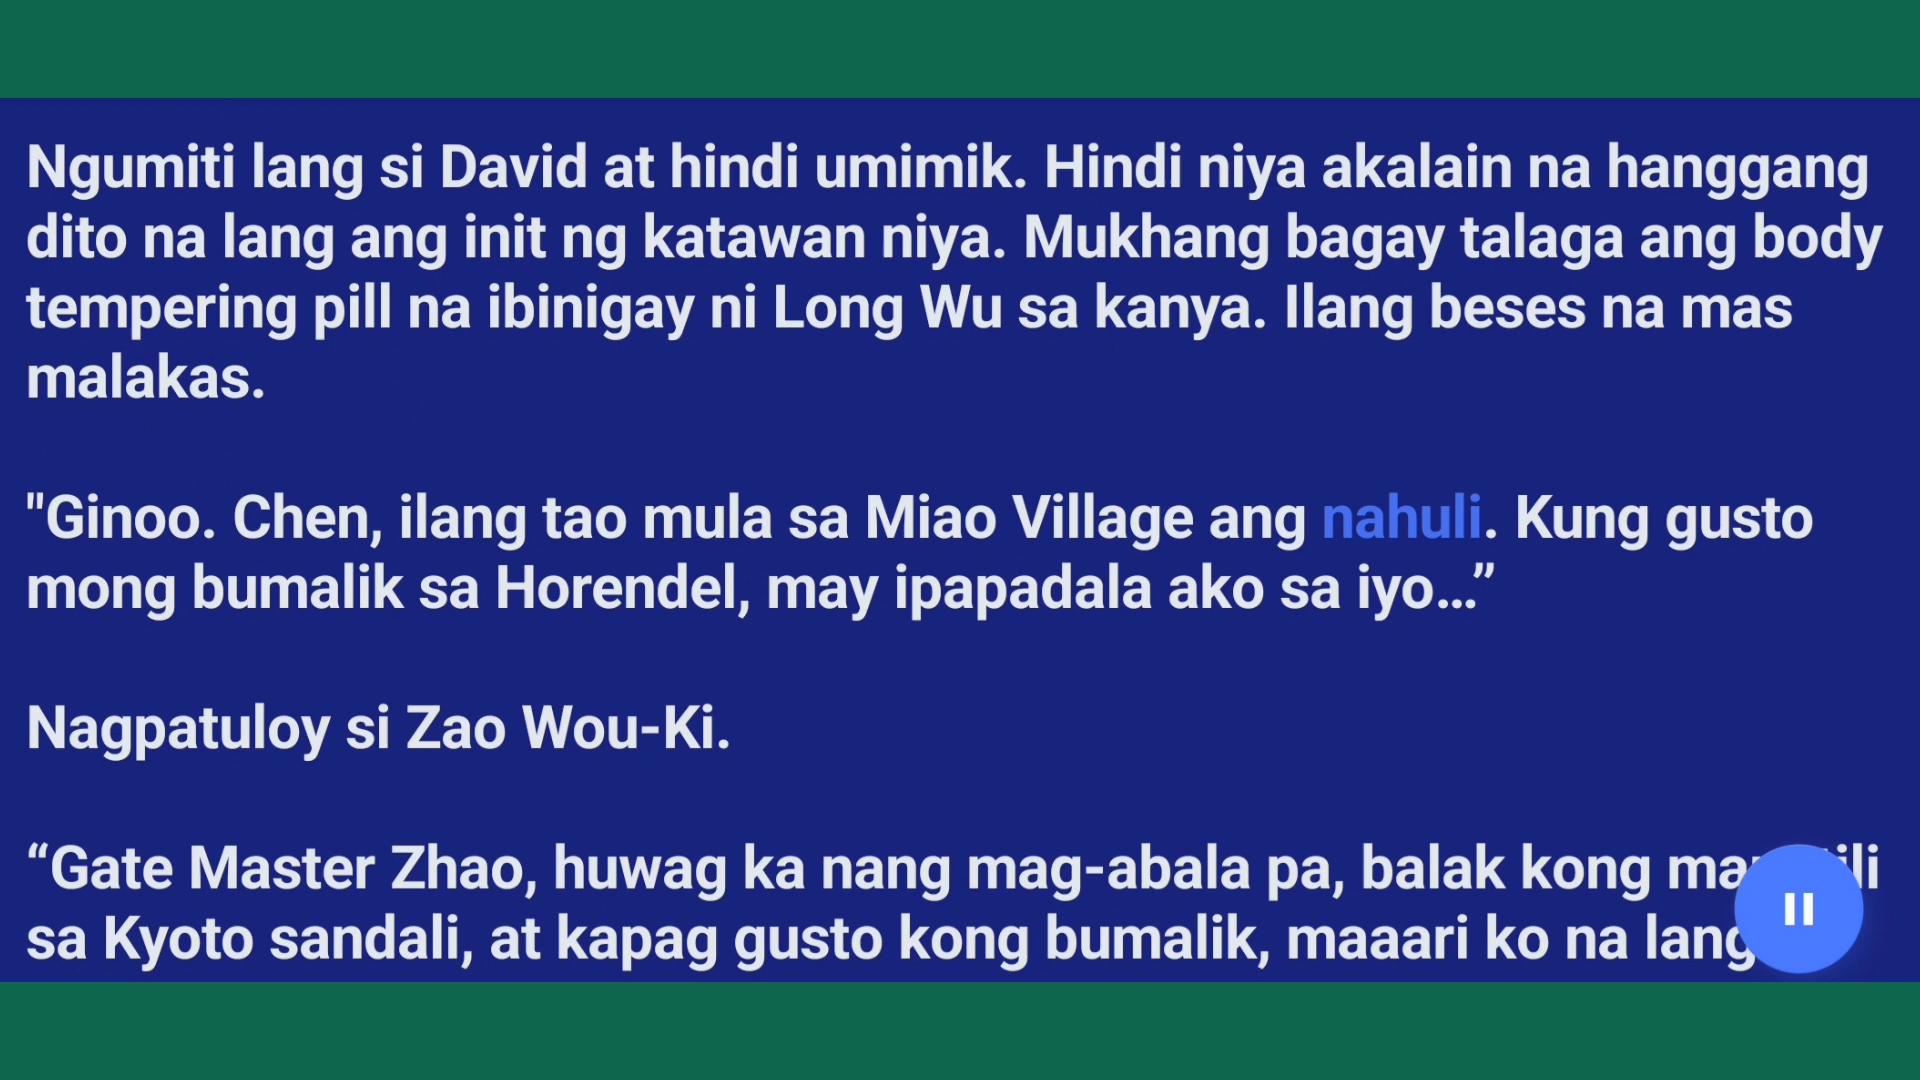 Ngumiti lang si David at hindi umimik. Hindi niya akalain na hanggang
dito na lang ang init ng katawan niya. Mukhang bagay talaga ang body
tempering pill na ibinigay ni Long Wu sa kanya. Ilang beses na mas
malakas.
"Ginoo. Chen, ilang tao mula sa Miao Village ang nahuli. Kung gusto
mong bumalik sa Horendel, may ipapadala ako sa iyo…”
Nagpatuloy si Zao Wou-Ki.
“Gate Master Zhao, huwag ka nang mag-abala pa, balak kong
sa Kyoto sandali, at kapag gusto kong bumalik, maaari ko na lang